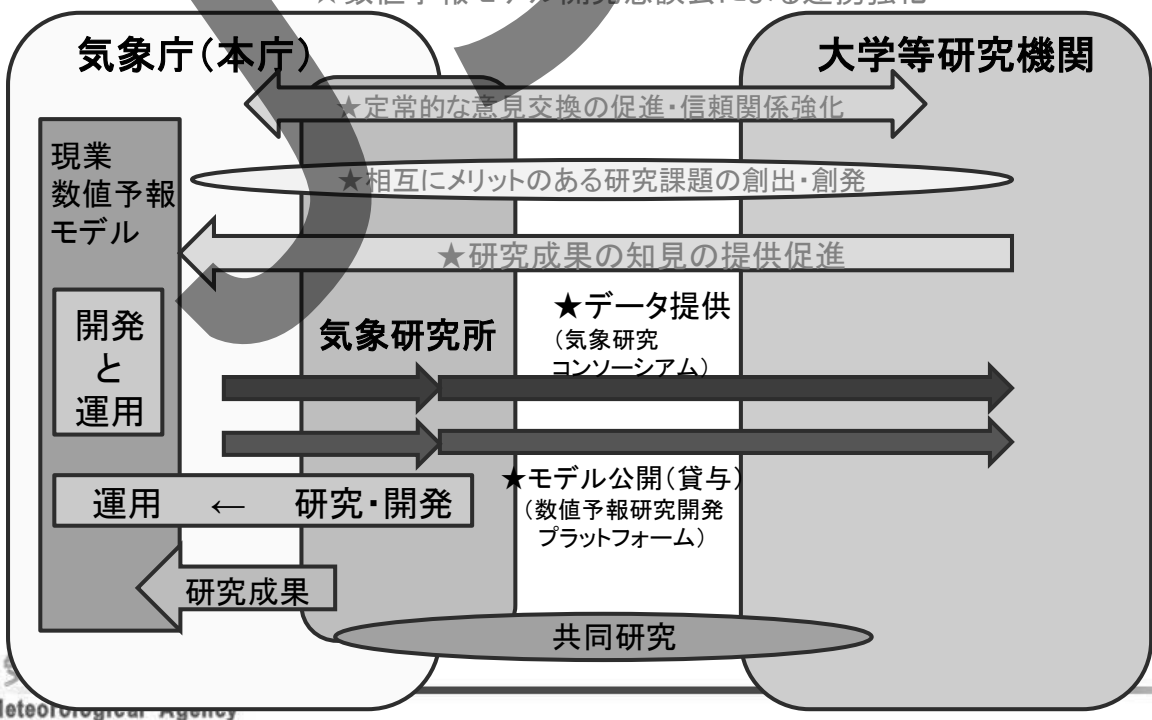 ★数値予報モデル開発懇談会による連携強化
気象庁(本庁)
大学等研究機関
★定常的な意見交換の促進・信頼関係強化
現業
数値予報
モデル
★相互にメリットのある研究課題の創出・創発
★研究成果の知見の提供促進
開発
と
運用
気象研究所
★データ提供
(気象研究
コンソーシアム)
運用 ← 研究・開発
★モデル公開(貸与)
(数値予報研究開発
プラットフォーム)
研究成果
共同研究
Meteorological Agency